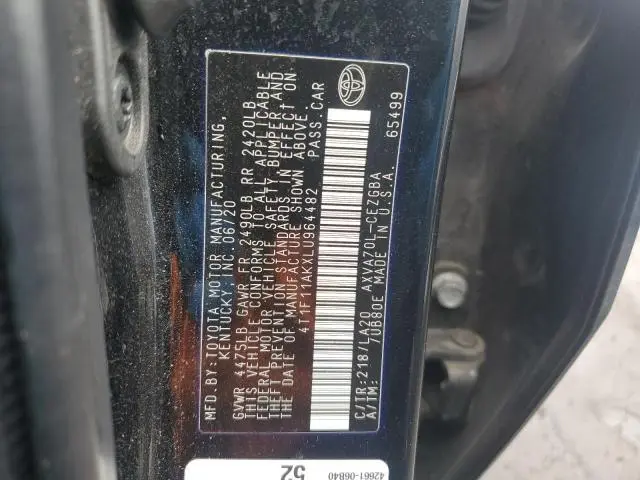 MFD. BY: TOYOTA MOTOR MANUFACTURING,
KENTUCKY, INC. 06/20
GVWR 4475LB GAWR FR 2490LB RR 2420LB
THIS VEHICLE CONFORMS TO ALL APPLICABLE
FEDERAL MOTOR VEHICLE SAFETY, BUMPER, AND
THEFT PREVENTION STANDARDS IN EFFECT ON
THE DATE OF MANUFACTURE SHOWN ABOVE.
4T1F11AKXLU964482 PASS. CAR
C/TR: 218/LA20 AXVA70L-CEZGBA
A/TM: 7UB80E MADE IN U.S.A. 65499
42661-06B40
52